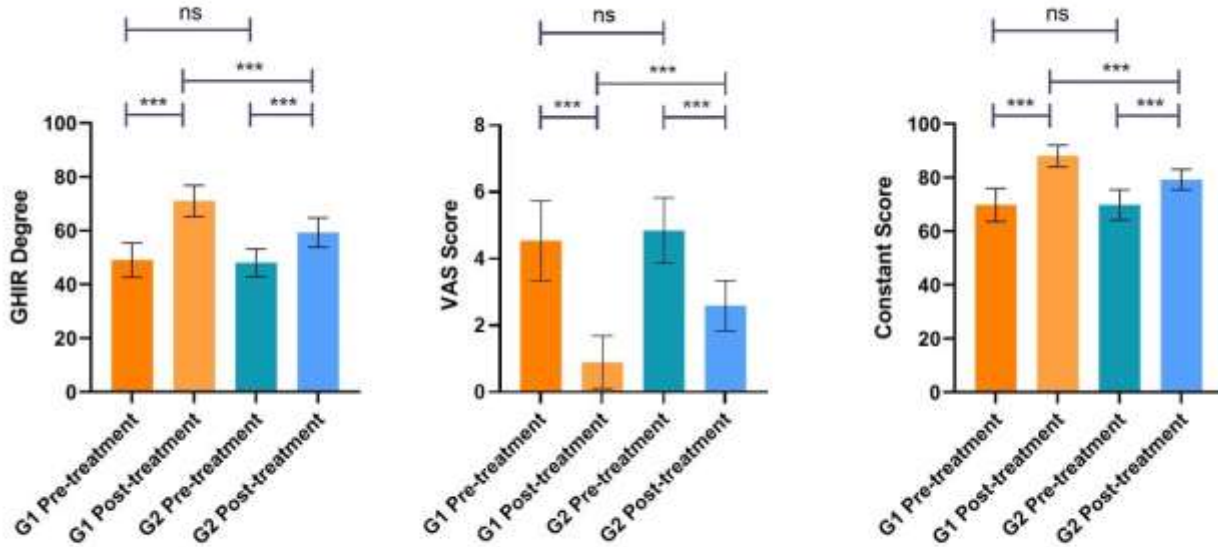 ns
***
***
***
100
80
60
40
20
0
GHIR Degree
G1 Pre-treatment
G1 Post-treatment
G2 Pre-treatment
G2 Post-treatment
ns
***
***
***
8
6
4
2
0
VAS Score
G1 Pre-treatment
G1 Post-treatment
G2 Pre-treatment
G2 Post-treatment
ns
***
***
***
100
80
60
40
20
0
Constant Score
G1 Pre-treatment
G1 Post-treatment
G2 Pre-treatment
G2 Post-treatment